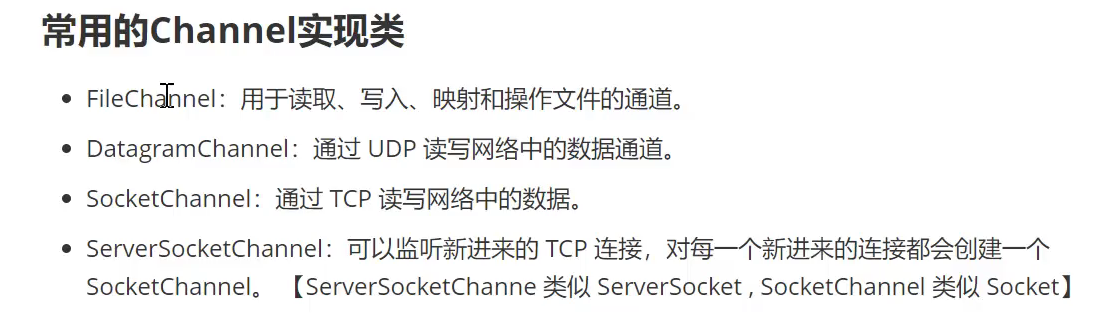 常用的Channel实现类
FileChannel：用于读取、写入、映射和操作文件的通道。
DatagramChannel：通过 UDP 读写网络中的数据通道。
SocketChannel：通过 TCP 读写网络中的数据。
ServerSocketChannel：可以监听新进来的 TCP 连接，对每一个新进来的连接都会创建一个
SocketChannel。 【ServerSocketChanne 类似 ServerSocket , SocketChannel 类似 Socket】